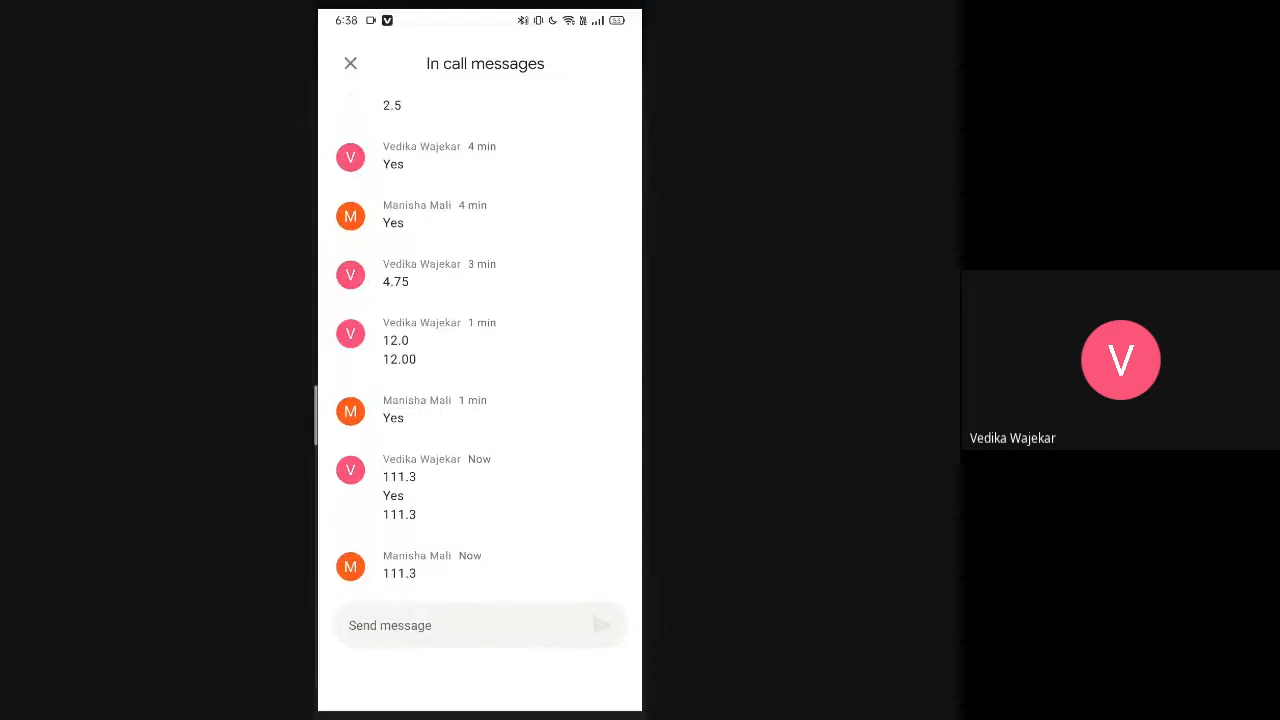 6:38
In call messages
2.5
V
Vedika Wajekar 4 min
Yes
M
Manisha Mali 4 min
Yes
V
Vedika Wajekar 3 min
4.75
V
Vedika Wajekar 1 min
12.0
12.00
M
Manisha Mali 1 min
Yes
V
Vedika Wajekar Now
111.3
Yes
111.3
M
Manisha Mali Now
111.3
Send message
V
Vedika Wajekar